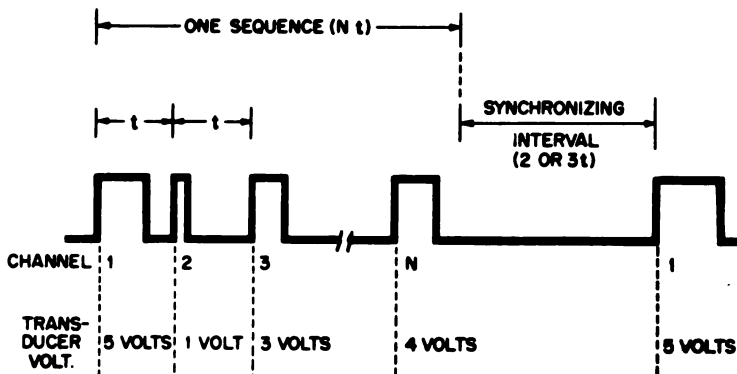 ONE SEQUENCE (N t)
SYNCHRONIZING
INTERVAL
(2 OR 3t)
t t
CHANNEL 1 2 3 N 1
TRANS-
DUCER
VOLT.
5 VOLTS 1 VOLT 3 VOLTS 4 VOLTS 5 VOLTS